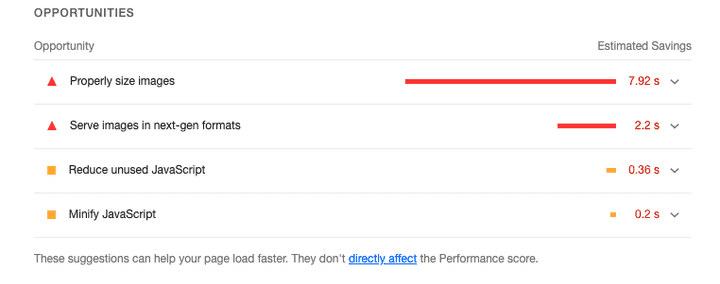 OPPORTUNITIES
Opportunity Estimated Savings
Properly size images 7.92 s
Serve images in next-gen formats 2.2 s
Reduce unused JavaScript 0.36 s
Minify JavaScript 0.2 s
These suggestions can help your page load faster. They don't directly affect the Performance score.